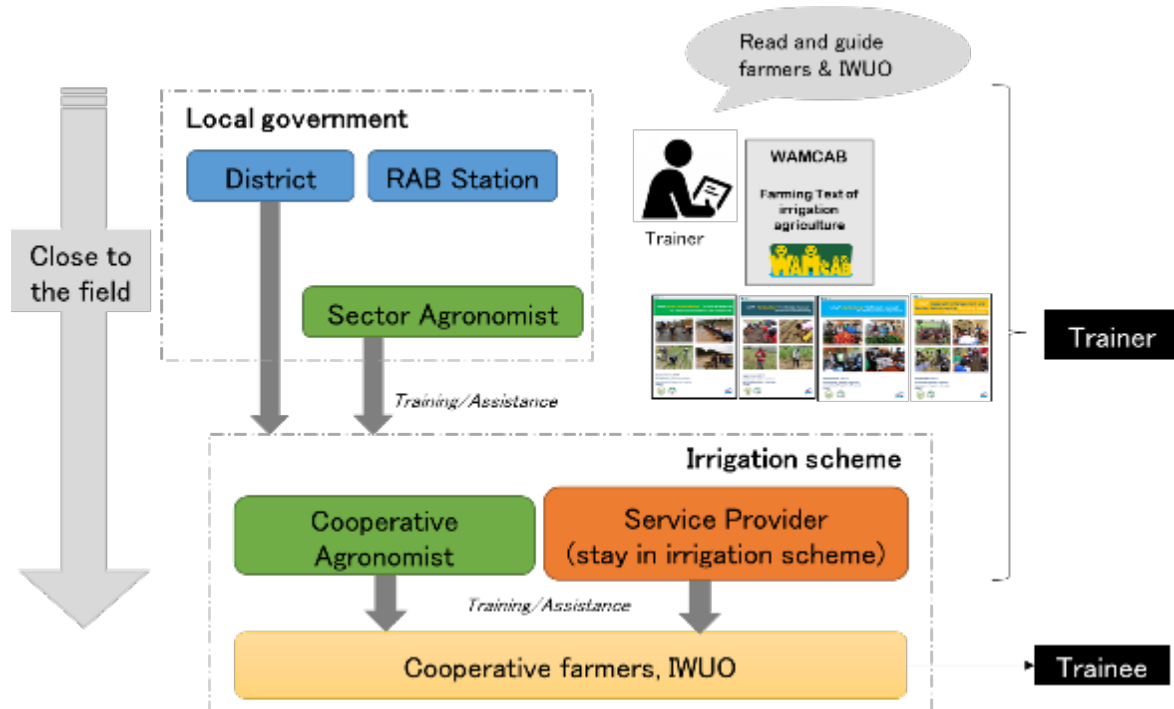 Read and guide
farmers & IWUO
Local government
District
RAB Station
WAMCAB
Farming Text of
irrigation
agriculture
WAMCAB
Trainer
Close to
the field
Sector Agronomist
Trainer
Training/Assistance
Irrigation scheme
Cooperative
Agronomist
Service Provider
(stay in irrigation scheme)
Training/Assistance
Cooperative farmers, IWUO
Trainee